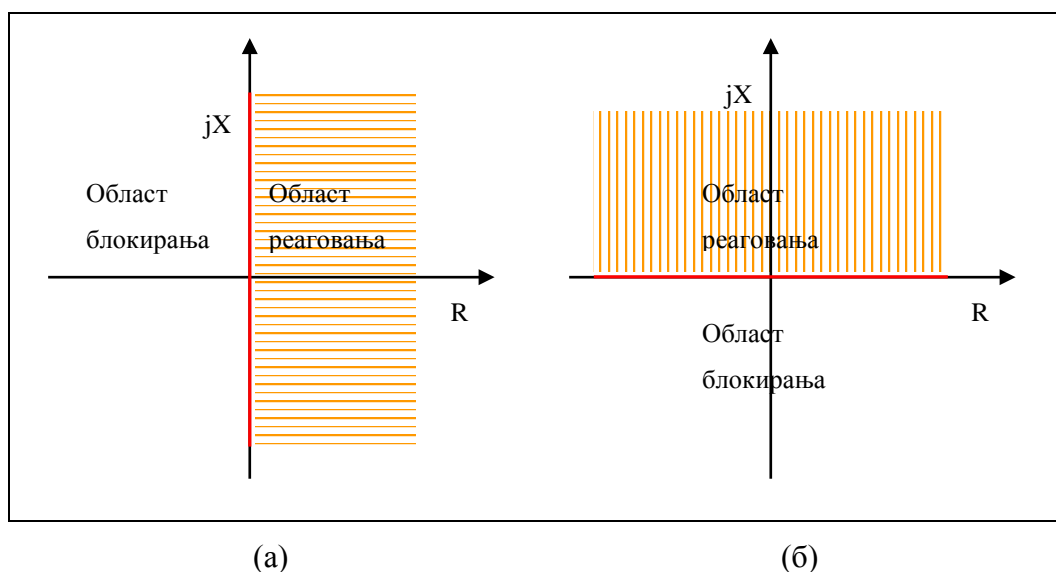 jX
Област
блокирања
Област
реаговања
R
(а)
jX
Област
реаговања
R
Област
блокирања
(б)